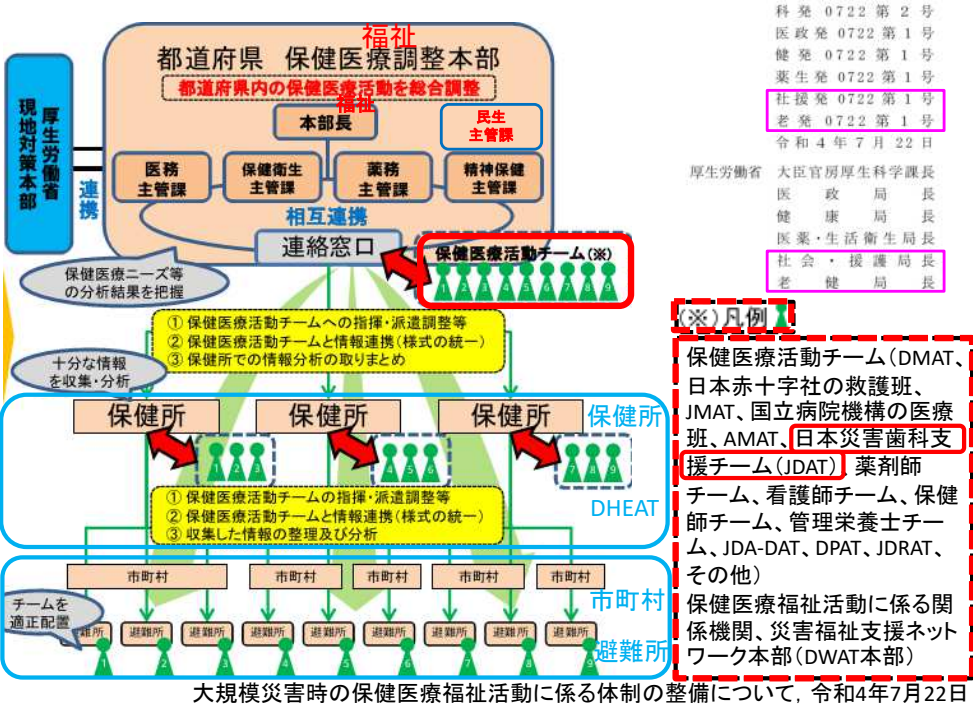 福祉
都道府県 保健医療調整本部
都道府県内の保健医療活動を総合調整
福祉
本部長
民生
主管課
医務
主管課
保健衛生
主管課
薬務
主管課
精神保健
主管課
相互連携
連絡窓口
厚生労働省
現地対策本部
連携
保健医療活動チーム(※)
1 2 3 4 5 6 7 8 9
保健医療ニーズ等
の分析結果を把握
① 保健医療活動チームへの指揮・派遣調整等
② 保健医療活動チームと情報連携(様式の統一)
③ 保健所での情報分析の取りまとめ
十分な情報
を収集・分析
保健所 保健所 保健所 保健所
1 2 3 4 5 6 7 8 9
DHEAT
① 保健医療活動チームの指揮・派遣調整等
② 保健医療活動チームと情報連携(様式の統一)
③ 収集した情報の整理及び分析
市町村 市町村 市町村 市町村 市町村
市町村
チームを
適正配置
難所 避難所 避難所 避難所 避難所 避難所 避難所 避難所 避難所
避難所
1 2 3 4 5 6 7 8 9
科発 0722 第 2 号
医政発 0722 第 1 号
健発 0722 第 1 号
薬生発 0722 第 1 号
社援発 0722 第 1 号
老発 0722 第 1 号
令和 4 年 7 月 22 日
厚生労働省 大臣官房厚生科学課長
医政局長
健康局長
医薬・生活衛生局長
社会・援護局長
老健局長
(※)凡例
保健医療活動チーム(DMAT、
日本赤十字社の救護班、
JMAT、国立病院機構の医療
班、AMAT、日本災害歯科支
援チーム(JDAT)、薬剤師
チーム、看護師チーム、保健
師チーム、管理栄養士チー
ム、JDA-DAT、DPAT、JDRAT、
その他)
保健医療福祉活動に係る関
係機関、災害福祉支援ネット
ワーク本部(DWAT本部)
大規模災害時の保健医療福祉活動に係る体制の整備について, 令和4年7月22日